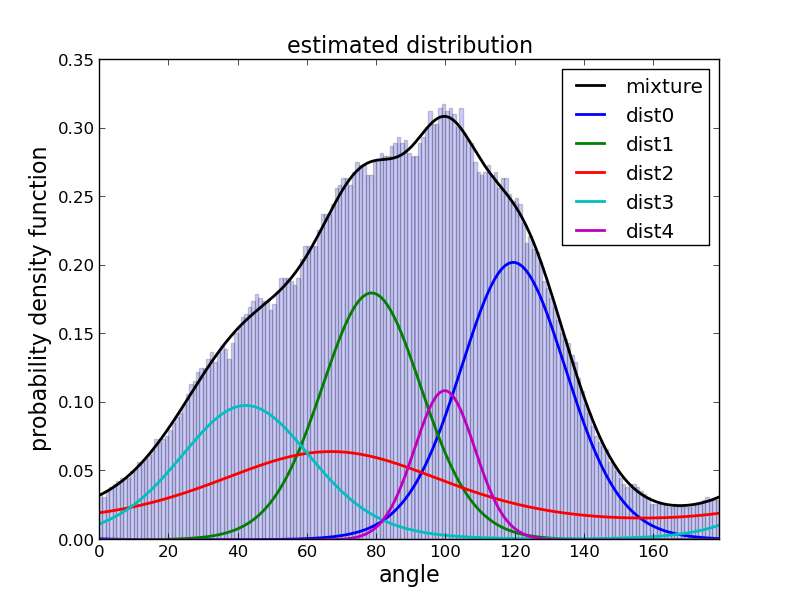 estimated distribution
probability density function
0.35
0.30
0.25
0.20
0.15
0.10
0.05
0.00
mixture
dist0
dist1
dist2
dist3
dist4
0 20 40 60 80 100 120 140 160
angle